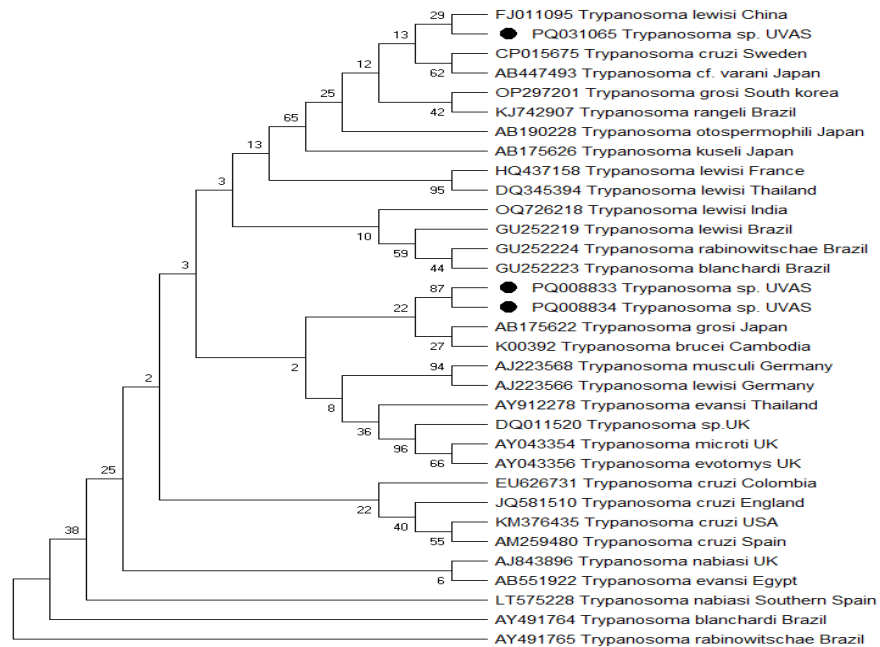 FJ011095 Trypanosoma lewisi China
29
PQ031065 Trypanosoma sp. UVAS
13
CP015675 Trypanosoma cruzi Sweden
12
62
AB447493 Trypanosoma cf. varani Japan
25
OP297201 Trypanosoma grosi South korea
42
KJ742907 Trypanosoma rangeli Brazil
65
AB190228 Trypanosoma otospermophili Japan
13
AB175626 Trypanosoma kuseli Japan
HQ437158 Trypanosoma lewisi France
3
95
DQ345394 Trypanosoma lewisi Thailand
OQ726218 Trypanosoma lewisi India
10
GU252219 Trypanosoma lewisi Brazil
59
GU252224 Trypanosoma rabinowitschae Brazil
3
44
GU252223 Trypanosoma blanchardi Brazil
87
PQ008833 Trypanosoma sp. UVAS
22
PQ008834 Trypanosoma sp. UVAS
AB175622 Trypanosoma grosi Japan
27
K00392 Trypanosoma brucei Cambodia
2
94
AJ223568 Trypanosoma musculi Germany
2
AJ223566 Trypanosoma lewisi Germany
8
AY912278 Trypanosoma evansi Thailand
36
DQ011520 Trypanosoma sp.UK
96
AY043354 Trypanosoma microti UK
66
AY043356 Trypanosoma evotomys UK
25
EU626731 Trypanosoma cruzi Colombia
22
JQ581510 Trypanosoma cruzi England
40
KM376435 Trypanosoma cruzi USA
55
AM259480 Trypanosoma cruzi Spain
38
AJ843896 Trypanosoma nabiasi UK
6
AB551922 Trypanosoma evansi Egypt
LT575228 Trypanosoma nabiasi Southern Spain
AY491764 Trypanosoma blanchardi Brazil
AY491765 Trypanosoma rabinowitschae Brazil